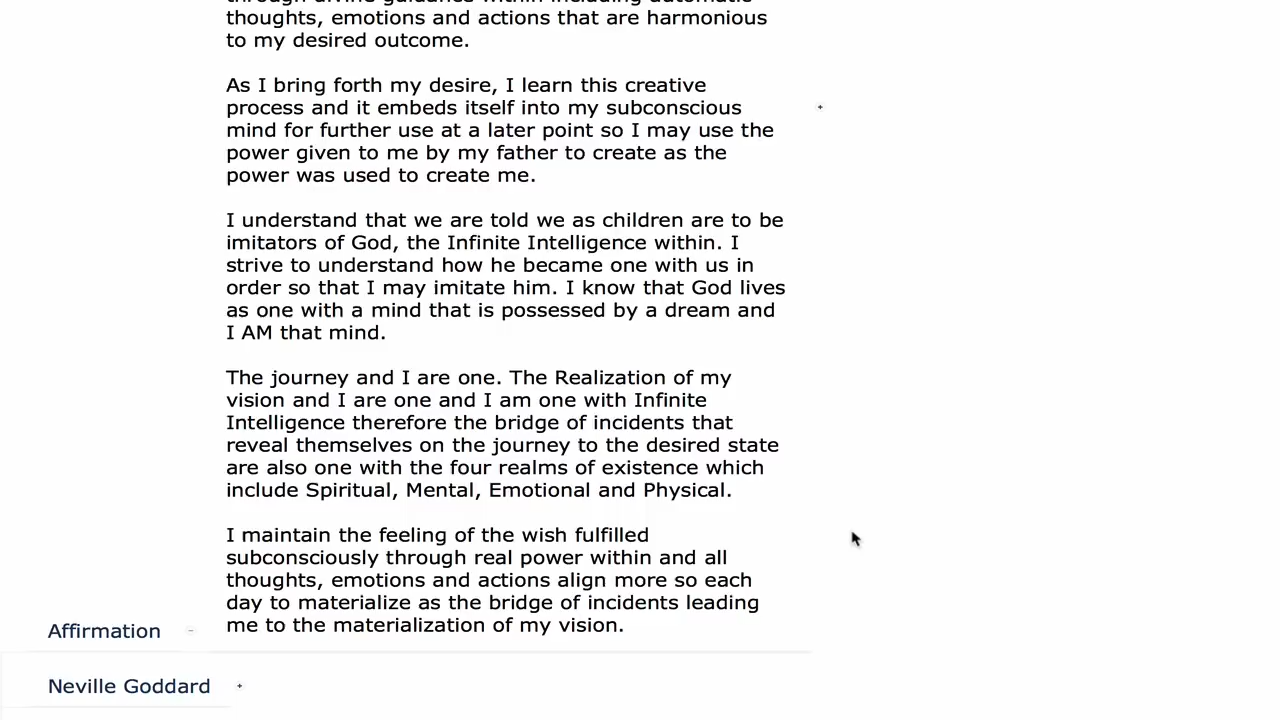 through divine guidance within including automatic
thoughts, emotions and actions that are harmonious
to my desired outcome.
As I bring forth my desire, I learn this creative
process and it embeds itself into my subconscious
mind for further use at a later point so I may use the
power given to me by my father to create as the
power was used to create me.
I understand that we are told we as children are to be
imitators of God, the Infinite Intelligence within. I
strive to understand how he became one with us in
order so that I may imitate him. I know that God lives
as one with a mind that is possessed by a dream and
I AM that mind.
The journey and I are one. The Realization of my
vision and I are one and I am one with Infinite
Intelligence therefore the bridge of incidents that
reveal themselves on the journey to the desired state
are also one with the four realms of existence which
include Spiritual, Mental, Emotional and Physical.
I maintain the feeling of the wish fulfilled
subconsciously through real power within and all
thoughts, emotions and actions align more so each
day to materialize as the bridge of incidents leading
me to the materialization of my vision.
Affirmation
Neville Goddard